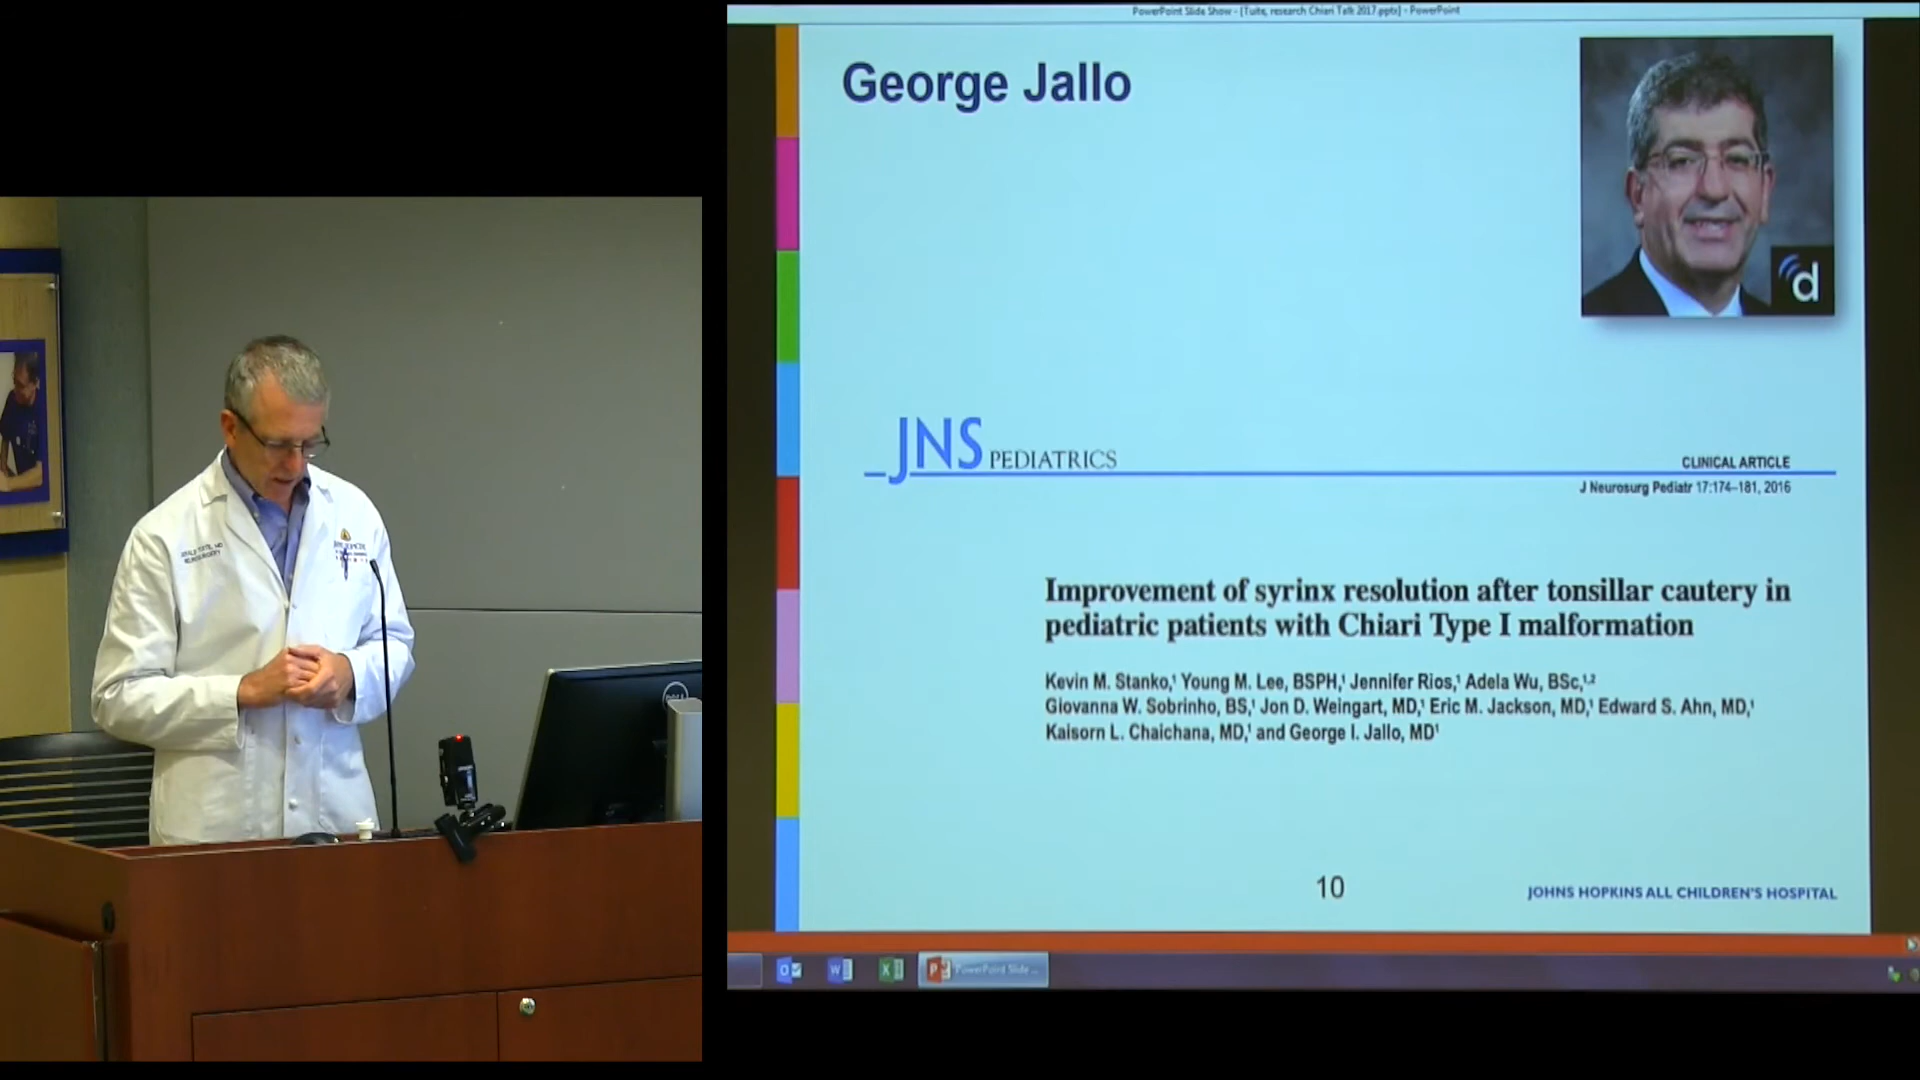 PowerPoint Slide Show - [Tuite, research Chiari Talk 2017.pptx] - PowerPoint
George Jallo
d
JNS PEDIATRICS
CLINICAL ARTICLE
J Neurosurg Pediatr 17:174–181, 2016
Improvement of syrinx resolution after tonsillar cautery in
pediatric patients with Chiari Type I malformation
Kevin M. Stanko,¹ Young M. Lee, BSPH,¹ Jennifer Rios,¹ Adela Wu, BSc,¹,²
Giovanna W. Sobrinho, BS,¹ Jon D. Weingart, MD,¹ Eric M. Jackson, MD,¹ Edward S. Ahn, MD,¹
Kaisorn L. Chaichana, MD,¹ and George I. Jallo, MD¹
10
JOHNS HOPKINS ALL CHILDREN'S HOSPITAL
PowerPoint Slide ...
NEUROSURGERY
DELL